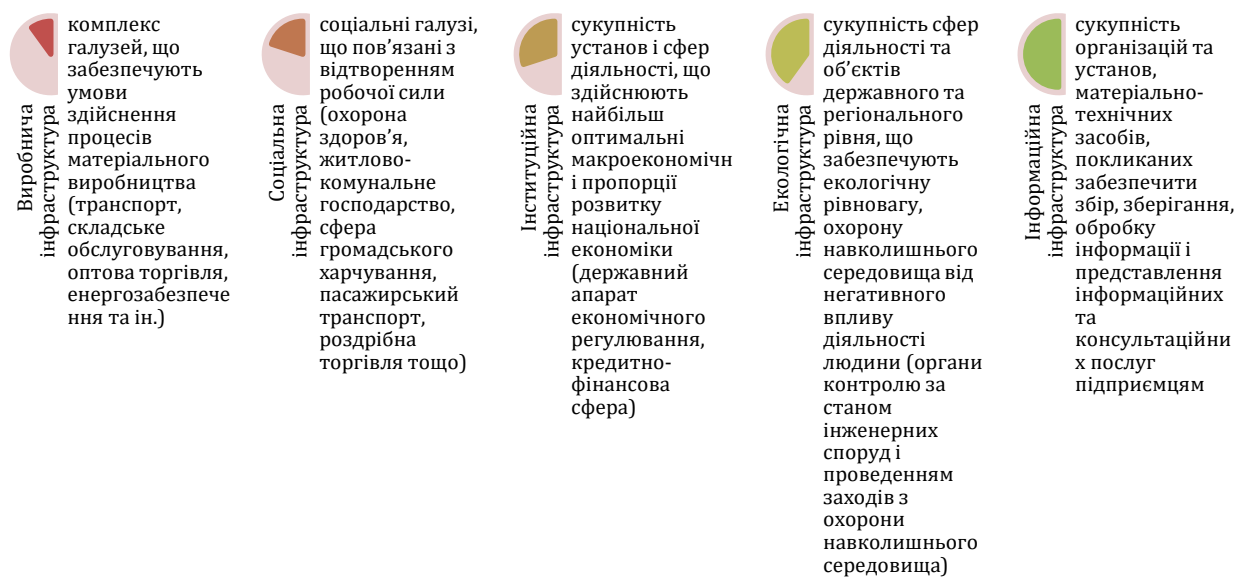 Виробнича
інфраструктура
комплекс
галузей, що
забезпечують
умови
здійснення
процесів
матеріального
виробництва
(транспорт,
складське
обслуговування,
оптова торгівля,
енергозабезпече
ння та ін.)
Соціальна
інфраструктура
соціальні галузі,
що пов’язані з
відтворенням
робочої сили
(охорона
здоров’я,
житлово-
комунальне
господарство,
сфера
громадського
харчування,
пасажирський
транспорт,
роздрібна
торгівля тощо)
Інституційна
інфраструктура
сукупність
установ і сфер
діяльності, що
здійснюють
найбільш
оптимальні
макроекономічн
і пропорції
розвитку
національної
економіки
(державний
апарат
економічного
регулювання,
кредитно-
фінансова
сфера)
Екологічна
інфраструктура
сукупність сфер
діяльності та
об’єктів
державного та
регіонального
рівня, що
забезпечують
екологічну
рівновагу,
охорону
навколишнього
середовища від
негативного
впливу
діяльності
людини (органи
контролю за
станом
інженерних
споруд і
проведенням
заходів з
охорони
навколишнього
середовища)
Інформаційна
інфраструктура
сукупність
організацій та
установ,
матеріально-
технічних
засобів,
покликаних
забезпечити
збір, зберігання,
обробку
інформації і
представлення
інформаційних
та
консультаційни
х послуг
підприємцям